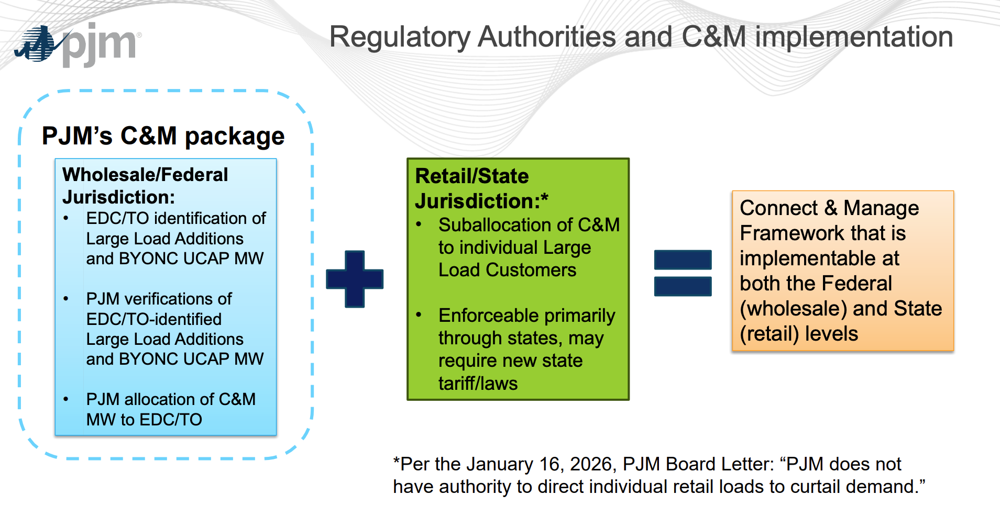 pjm®
Regulatory Authorities and C&M implementation
PJM’s C&M package
Wholesale/Federal
Jurisdiction:
• EDC/TO identification of
Large Load Additions
and BYONC UCAP MW
• PJM verifications of
EDC/TO-identified
Large Load Additions
and BYONC UCAP MW
• PJM allocation of C&M
MW to EDC/TO
Retail/State
Jurisdiction:*
• Suballocation of C&M
to individual Large
Load Customers
• Enforceable primarily
through states, may
require new state
tariff/laws
Connect & Manage
Framework that is
implementable at
both the Federal
(wholesale) and State
(retail) levels
*Per the January 16, 2026, PJM Board Letter: “PJM does not
have authority to direct individual retail loads to curtail demand.”